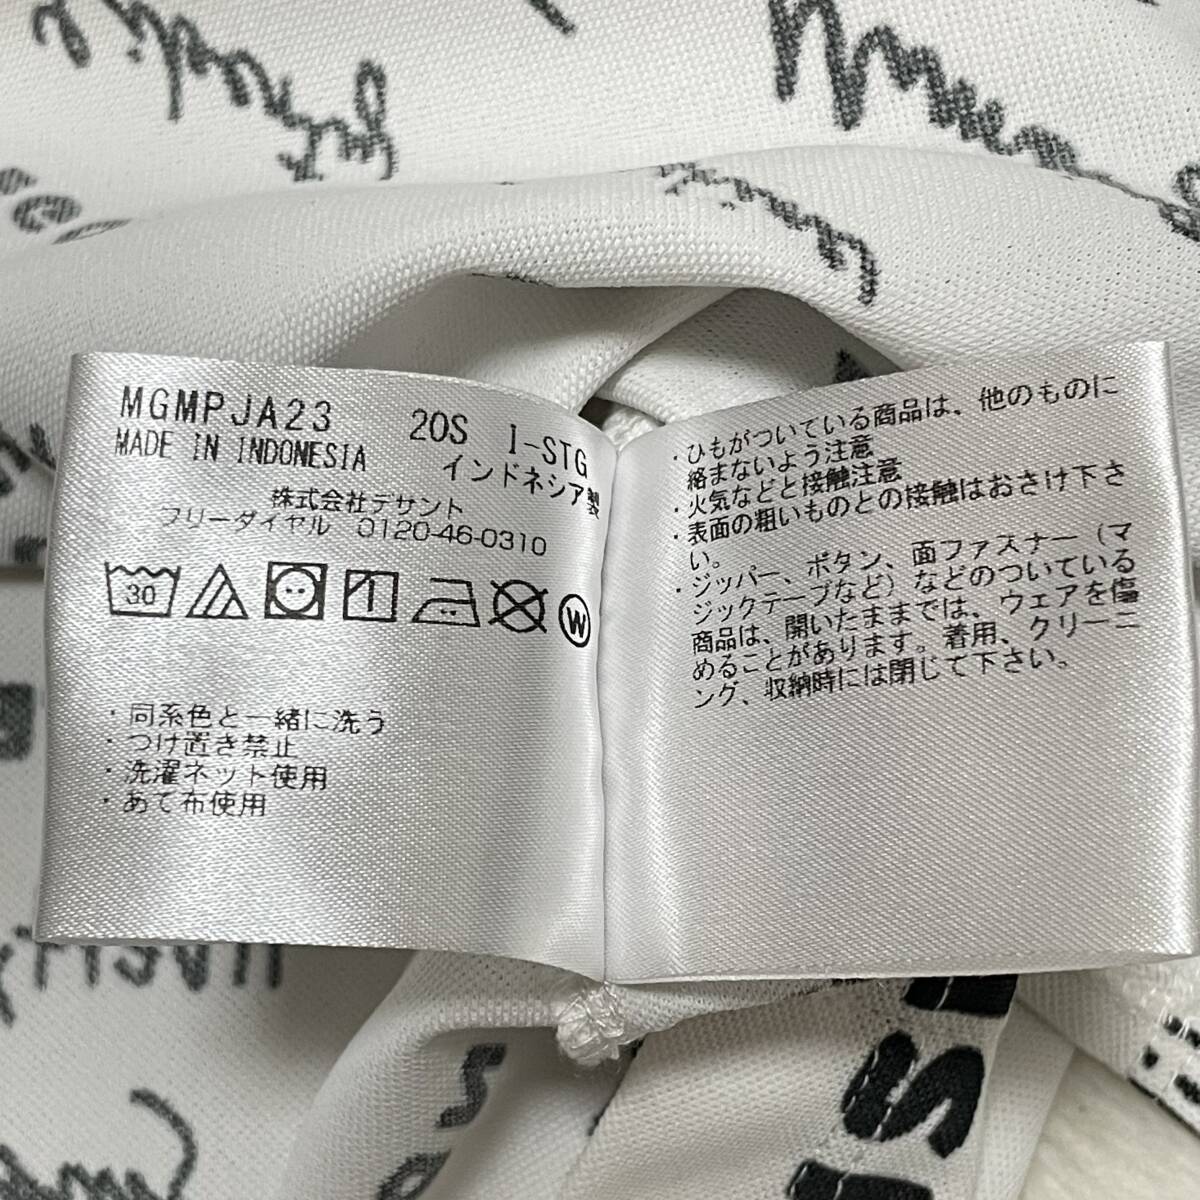 MGMPJA23 20S I-STG
MADE IN INDONESIA インドネシア製
株式会社デサント
フリーダイヤル 0120-46-0310
30
W
・同系色と一緒に洗う
・つけ置き禁止
・洗濯ネット使用
・あて布使用
・ひもがついている商品は、他のものに
絡まないよう注意
・火気などと接触注意
・表面の粗いものとの接触はおさけ下さ
い。
・ジッパー、ボタン、面ファスナー(マ
ジックテープなど)などのついている
商品は、開いたままでは、ウェアを傷
めることがあります。着用、クリーニ
ング、収納時には閉じて下さい。